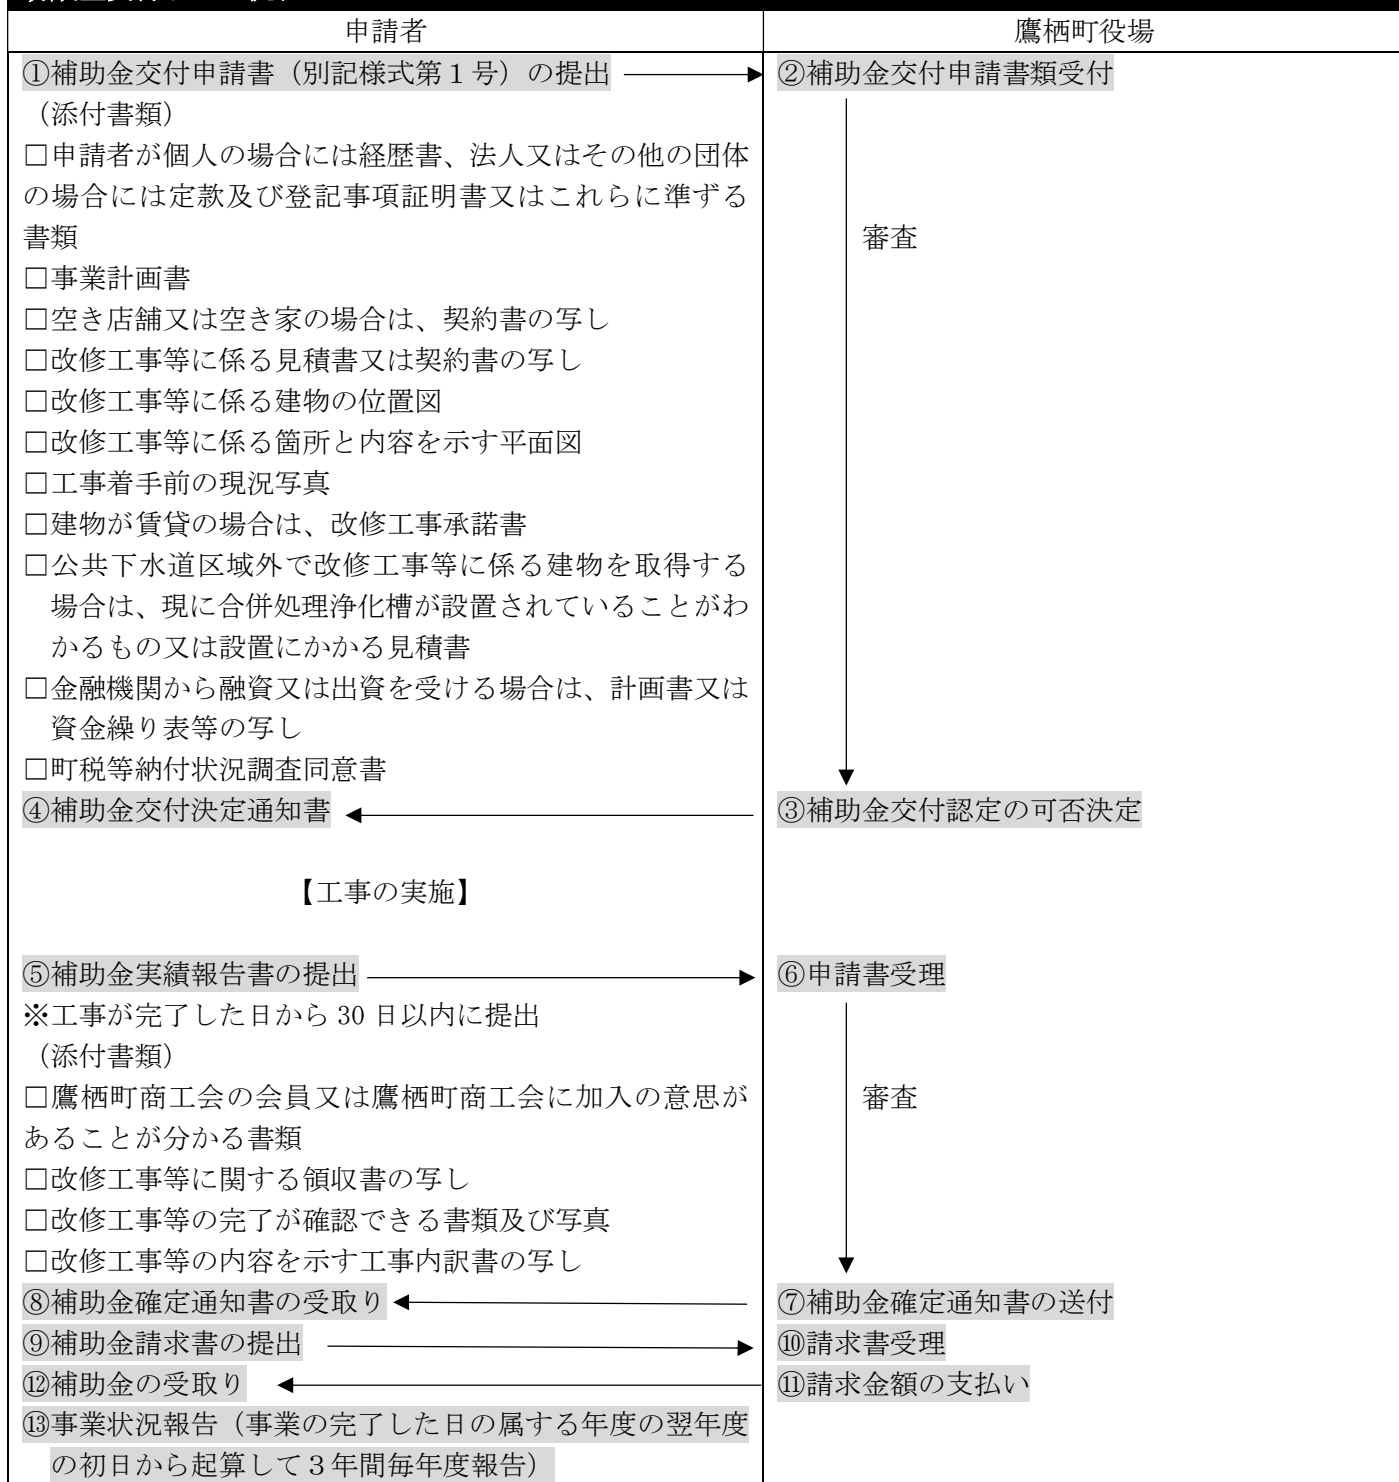 申請者
鷹栖町役場
①補助金交付申請書（別記様式第１号）の提出
（添付書類）
□申請者が個人の場合には経歴書、法人又はその他の団体
の場合には定款及び登記事項証明書又はこれらに準ずる
書類
□事業計画書
□空き店舗又は空き家の場合は、契約書の写し
□改修工事等に係る見積書又は契約書の写し
□改修工事等に係る建物の位置図
□改修工事等に係る箇所と内容を示す平面図
□工事着手前の現況写真
□建物が賃貸の場合は、改修工事承諾書
□公共下水道区域外で改修工事等に係る建物を取得する
場合は、現に合併処理浄化槽が設置されていることがわ
かるもの又は設置にかかる見積書
□金融機関から融資又は出資を受ける場合は、計画書又は
資金繰り表等の写し
□町税等納付状況調査同意書
④補助金交付決定通知書
【工事の実施】
⑤補助金実績報告書の提出
※工事が完了した日から 30 日以内に提出
（添付書類）
□鷹栖町商工会の会員又は鷹栖町商工会に加入の意思が
あることが分かる書類
□改修工事等に関する領収書の写し
□改修工事等の完了が確認できる書類及び写真
□改修工事等の内容を示す工事内訳書の写し
⑧補助金確定通知書の受取り
⑨補助金請求書の提出
⑫補助金の受取り
⑬事業状況報告（事業の完了した日の属する年度の翌年度
の初日から起算して３年間毎年度報告）
②補助金交付申請書類受付
審査
③補助金交付認定の可否決定
⑥申請書受理
審査
⑦補助金確定通知書の送付
⑩請求書受理
⑪請求金額の支払い